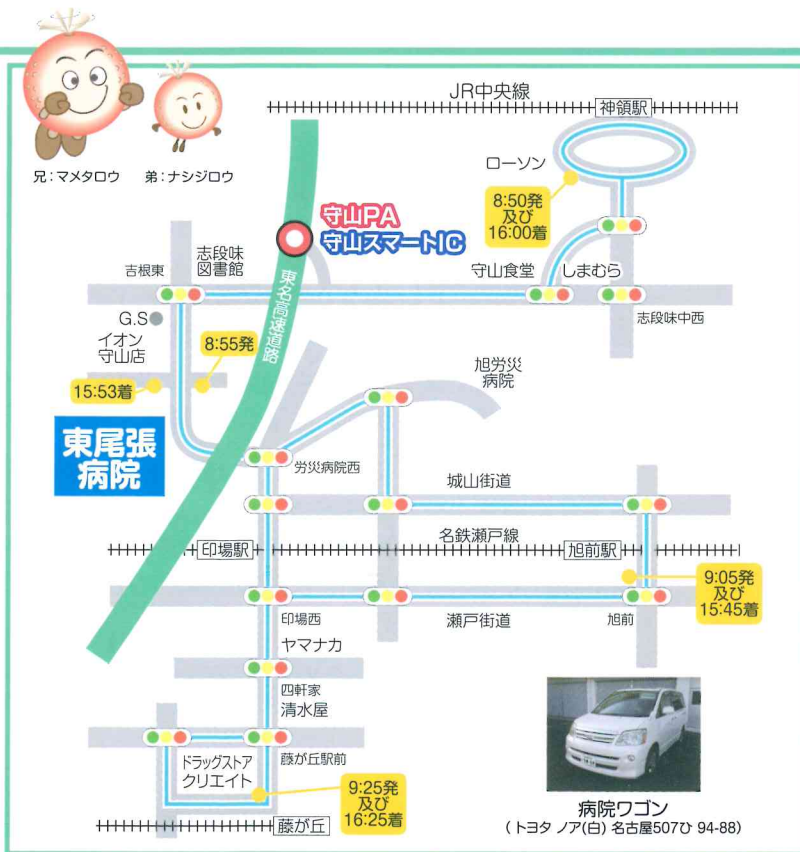 JR中央線
神領駅
兄：マメタロウ 弟：ナシジロウ
ローソン
8:50発
及び
16:00着
守山PA
守山スマートIC
吉根東
志段味
図書館
守山食堂
しまむら
志段味中西
東名高速道路
G.S
イオン
守山店
8:55発
15:53着
旭労災
病院
東尾張
病院
労災病院西
城山街道
名鉄瀬戸線
印場駅
旭前駅
9:05発
及び
15:45着
印場西
瀬戸街道
旭前
ヤマナカ
四軒家
清水屋
ドラッグストア
クリエイト
藤が丘駅前
9:25発
及び
16:25着
藤が丘
病院ワゴン
（トヨタ ノア(白) 名古屋507ひ 94-88）